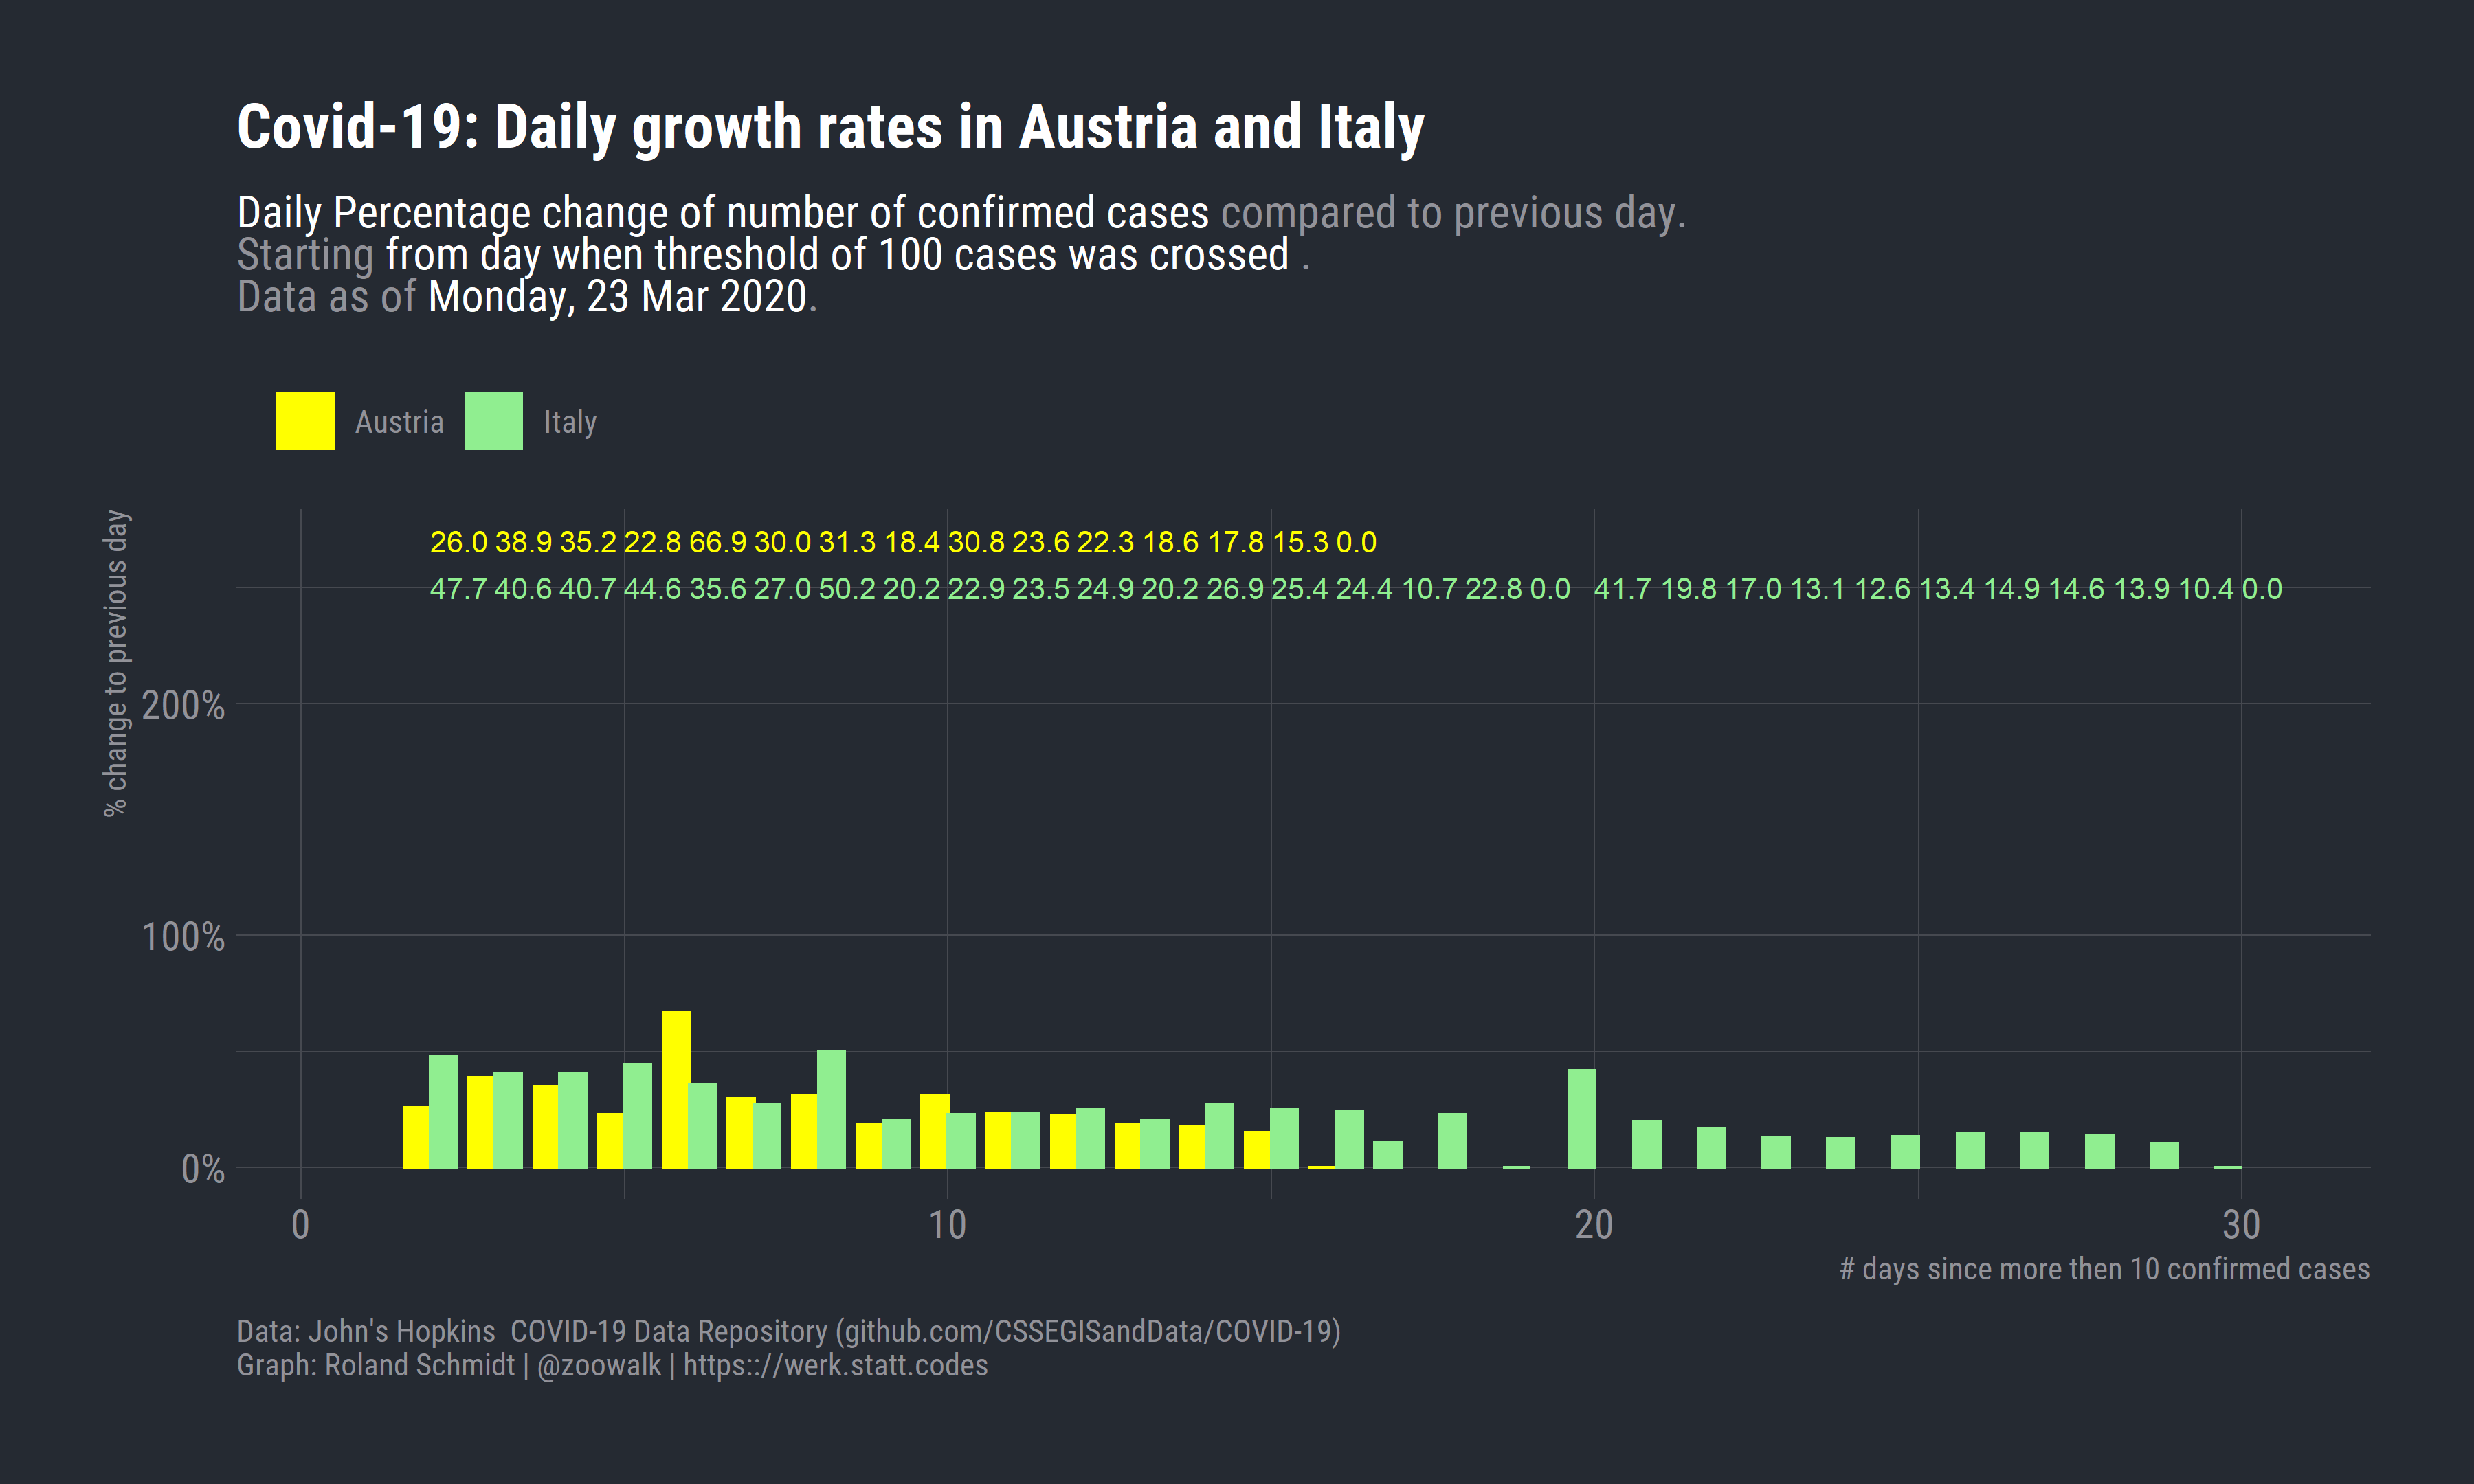 Covid-19: Daily growth rates in Austria and Italy
Daily Percentage change of number of confirmed cases compared to previous day.
Starting from day when threshold of 100 cases was crossed .
Data as of Monday, 23 Mar 2020.
Austria Italy
% change to previous day
26.0 38.9 35.2 22.8 66.9 30.0 31.3 18.4 30.8 23.6 22.3 18.6 17.8 15.3 0.0
47.7 40.6 40.7 44.6 35.6 27.0 50.2 20.2 22.9 23.5 24.9 20.2 26.9 25.4 24.4 10.7 22.8 0.0 41.7 19.8 17.0 13.1 12.6 13.4 14.9 14.6 13.9 10.4 0.0
200%
100%
0%
0 10 20 30
# days since more then 10 confirmed cases
Data: John's Hopkins  COVID-19 Data Repository (github.com/CSSEGISandData/COVID-19)
Graph: Roland Schmidt | @zoowalk | https:://werk.statt.codes